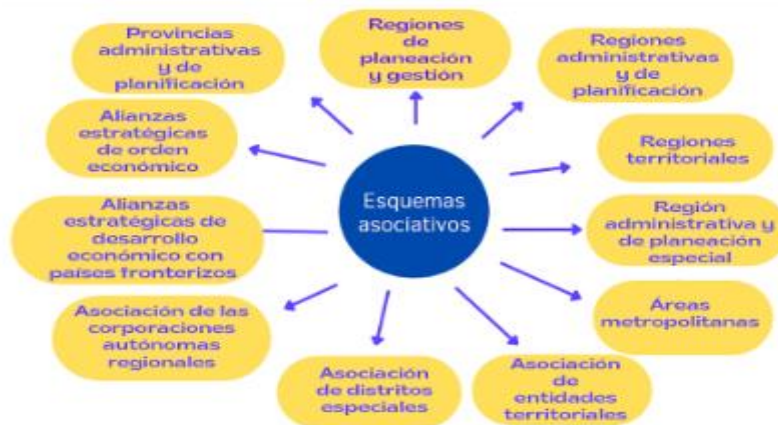 Provincias
administrativas
y de
planificación
Regiones
de
planeación
y gestión
Regiones
administrativas
y de
planificación
Alianzas
estratégicas
de orden
económico
Regiones
territoriales
Esquemas
asociativos
Alianzas
estratégicas de
desarrollo
económico con
países fronterizos
Región
administrativa y
de planeación
especial
Asociación de las
corporaciones
autónomas
regionales
Áreas
metropolitanas
Asociación
de distritos
especiales
Asociación
de
entidades
territoriales